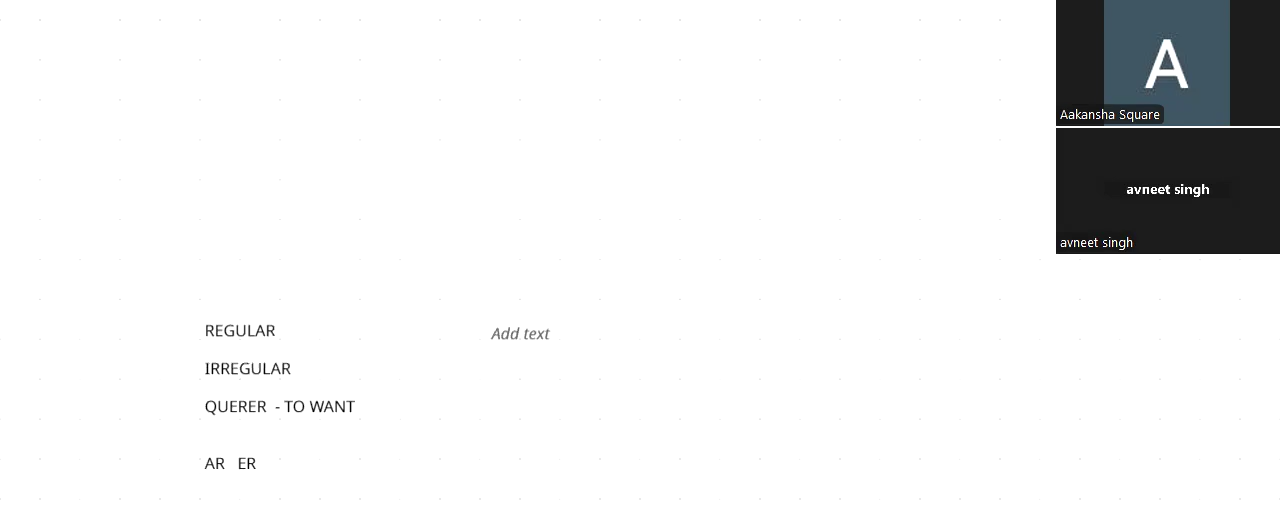 A
Aakansha Square
avneet singh
avneet singh
REGULAR
Add text
IRREGULAR
QUERER - TO WANT
AR ER